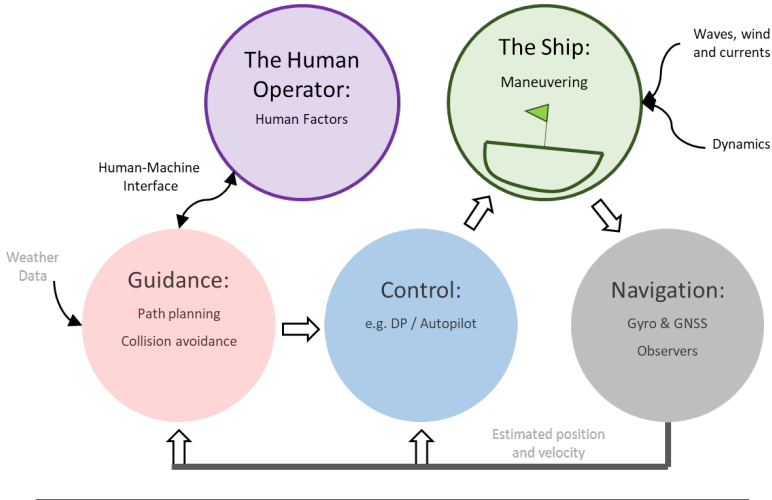 The Human
Operator:
Human Factors
The Ship:
Maneuvering
Waves, wind
and currents
Dynamics
Human-Machine
Interface
Weather
Data
Guidance:
Path planning
Collision avoidance
Control:
e.g. DP / Autopilot
Navigation:
Gyro & GNSS
Observers
Estimated position
and velocity